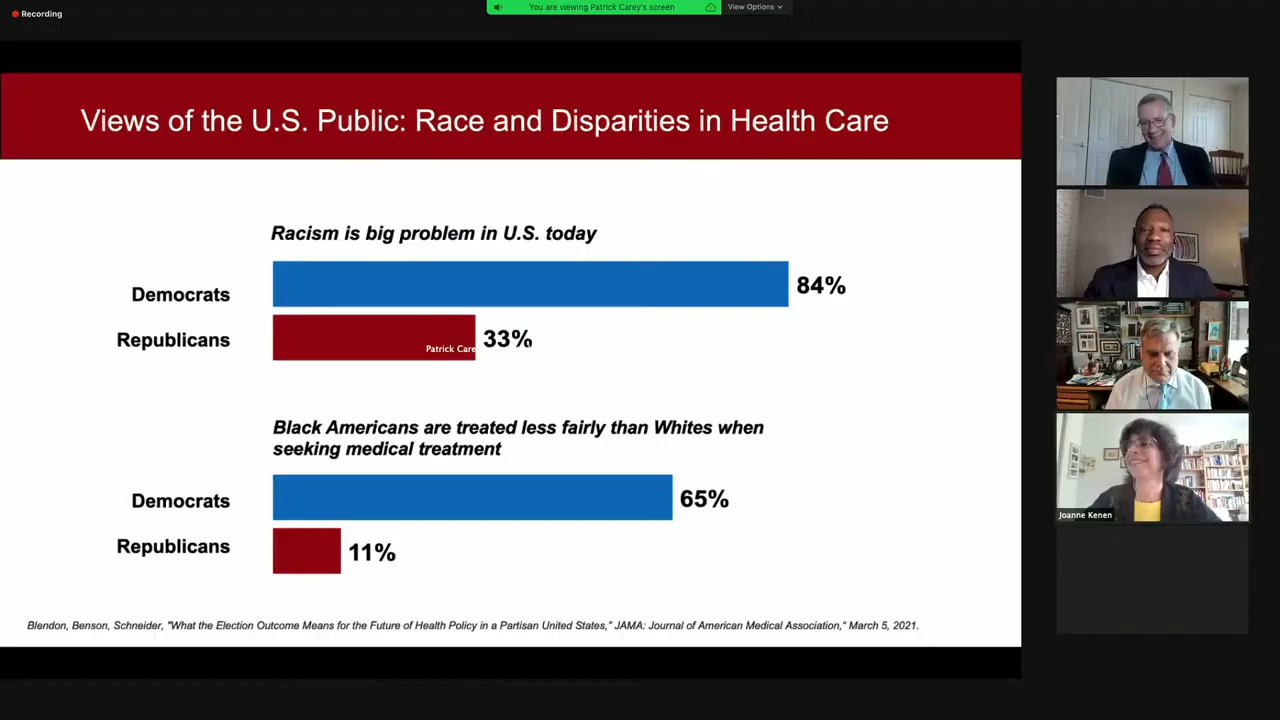 Recording
You are viewing Patrick Carey's screen
View Options
Views of the U.S. Public: Race and Disparities in Health Care
Racism is big problem in U.S. today
Democrats
84%
Republicans
33%
Patrick Care
Black Americans are treated less fairly than Whites when
seeking medical treatment
Democrats
65%
Republicans
11%
Blendon, Benson, Schneider, "What the Election Outcome Means for the Future of Health Policy in a Partisan United States," JAMA: Journal of American Medical Association," March 5, 2021.
Joanne Kenen